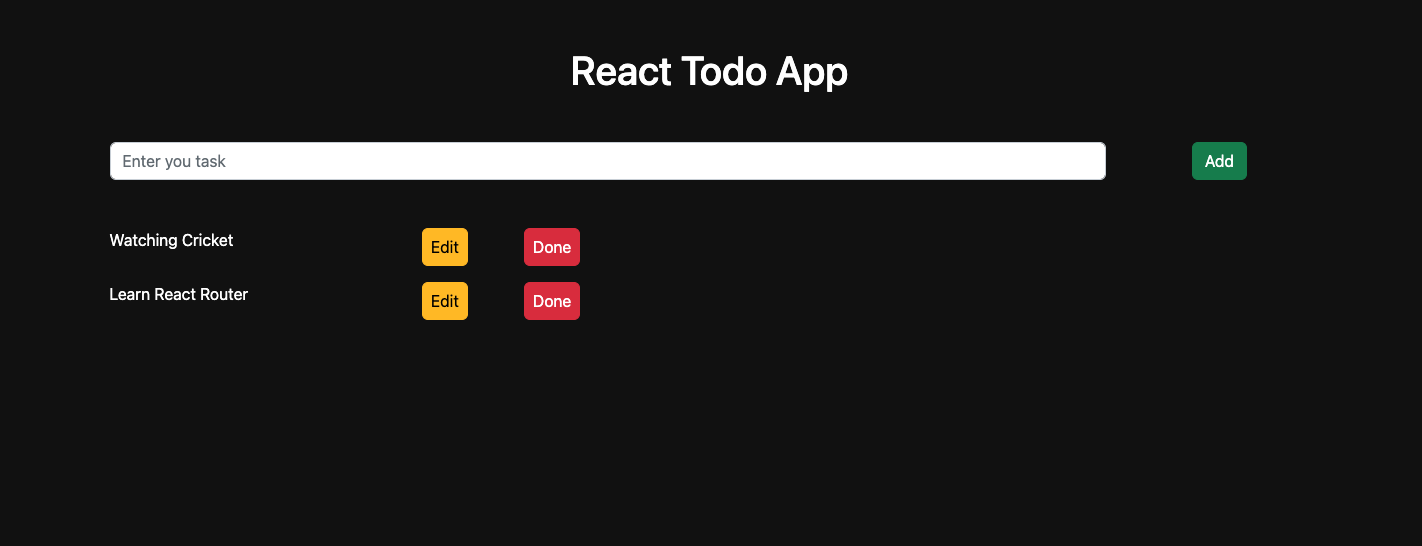 React Todo App
Enter you task
Add
Watching Cricket
Edit
Done
Learn React Router
Edit
Done